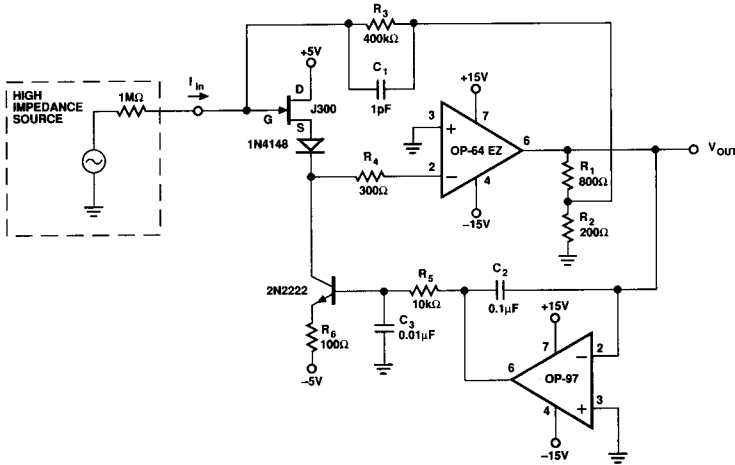 R3
400kΩ
C1
1pF
+5V
D
G
J300
S
HIGH
IMPEDANCE
SOURCE
1MΩ
Iin
1N4148
R4
300Ω
+15V
7
3
+
OP-64 EZ
6
2
−
4
−15V
VOUT
R1
800Ω
R2
200Ω
2N2222
R5
10kΩ
C2
0.1µF
C3
0.01µF
R6
100Ω
−5V
+15V
7
−
2
6
OP-97
+
3
4
−15V